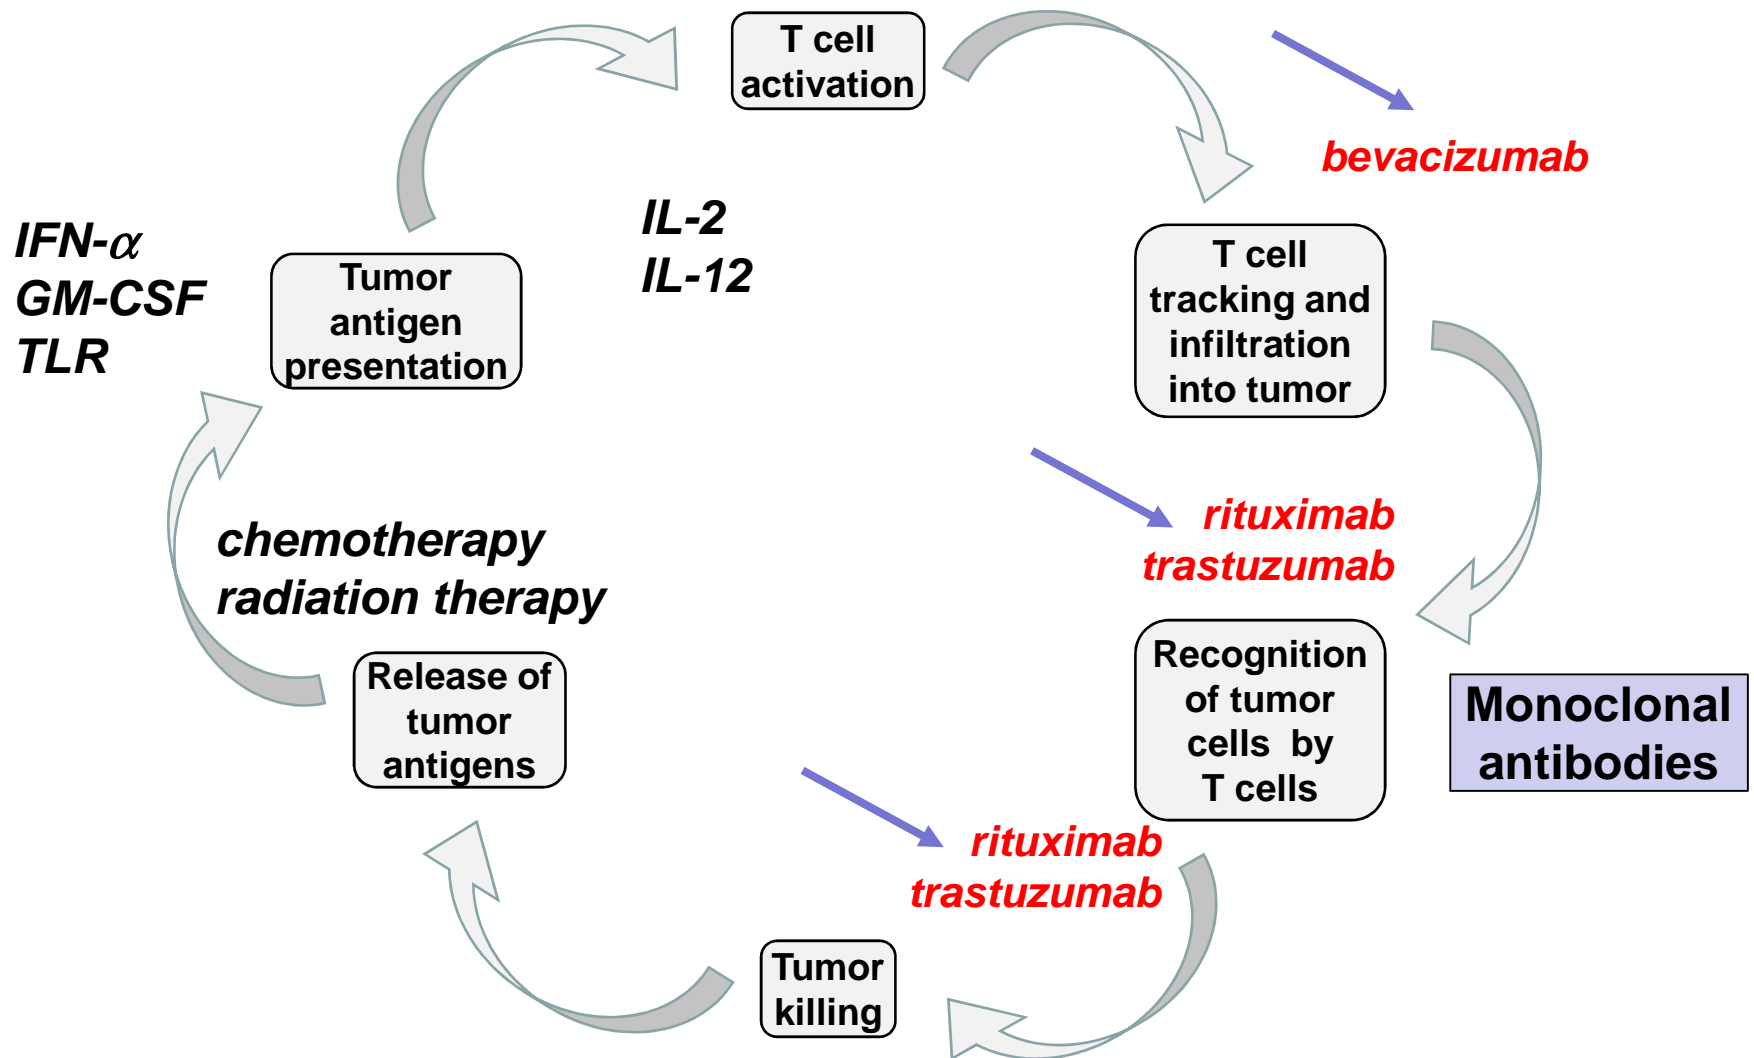 T cell
activation
bevacizumab
IFN-α
GM-CSF
TLR
Tumor
antigen
presentation
IL-2
IL-12
T cell
tracking and
infiltration
into tumor
rituximab
trastuzumab
chemotherapy
radiation therapy
Release of
tumor
antigens
Recognition
of tumor
cells by
T cells
Monoclonal
antibodies
rituximab
trastuzumab
Tumor
killing